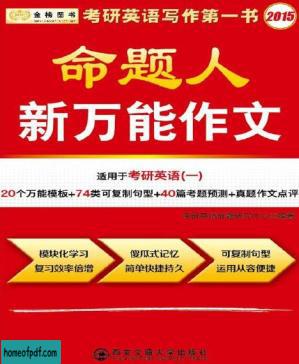 金榜图书
考研英语写作第一书
2015
命题人
新万能作文
适用于考研英语(一)
20个万能模板+74类可复制句型+40篇考题预测+真题作文点评
模块化学习
复习效率倍增
傻瓜式记忆
简单快捷持久
可复制句型
运用从容便捷
homeofpdf.com
西安交通大学出版社
homeofpdf.com